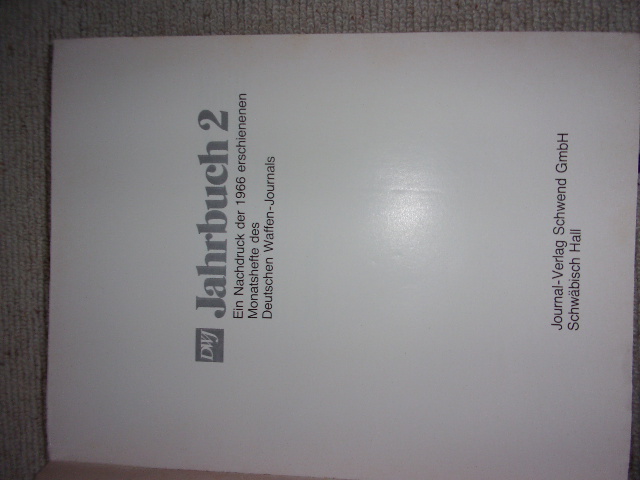 DWJ Jahrbuch 2
Ein Nachdruck der 1966 erschienenen
Monatshefte des
Deutschen Waffen-Journals
Journal-Verlag Schwend GmbH
Schwäbisch Hall